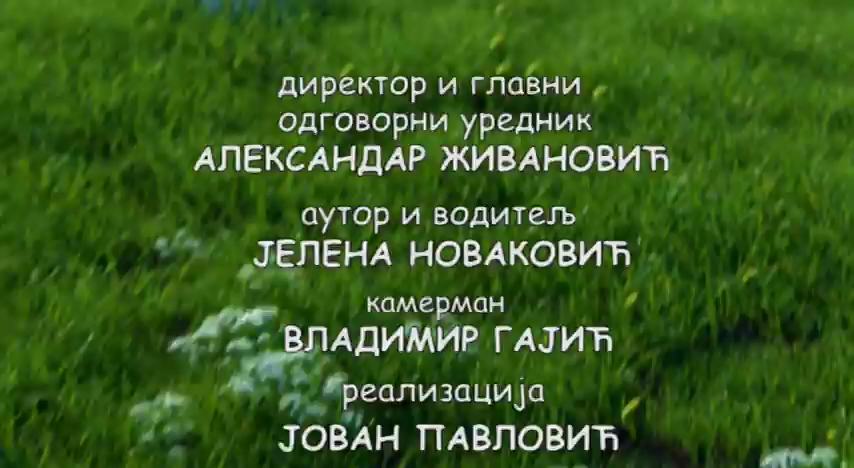 директор и главни
одговорни уредник
АЛЕКСАНДАР ЖИВАНОВИЋ
аутор и водитељ
ЈЕЛЕНА НОВАКОВИЋ
камерман
ВЛАДИМИР ГАЈИЋ
реализација
ЈОВАН ПАВЛОВИЋ